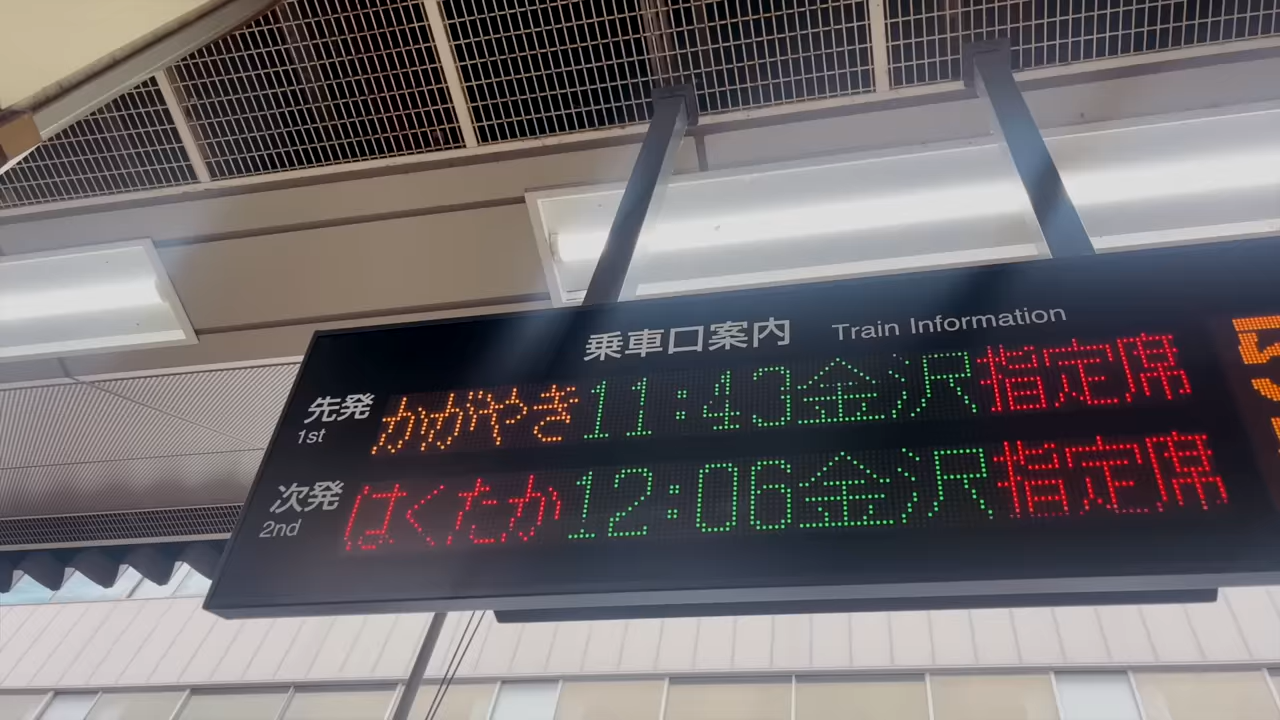 乗車口案内 Train Information
先発 かがやき 11:43 金沢 指定席
1st
次発 はくたか 12:06 金沢 指定席
2nd